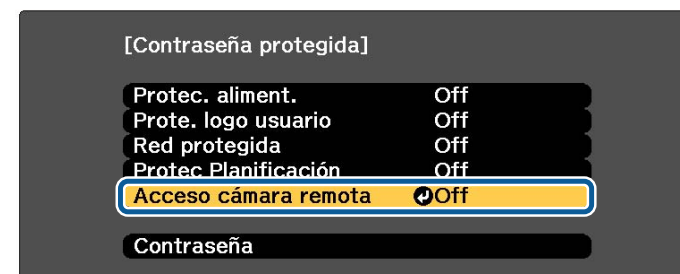 [Contraseña protegida]
Protec. aliment. Off
Prote. logo usuario Off
Red protegida Off
Protec Planificación Off
Acceso cámara remota Off
Contraseña